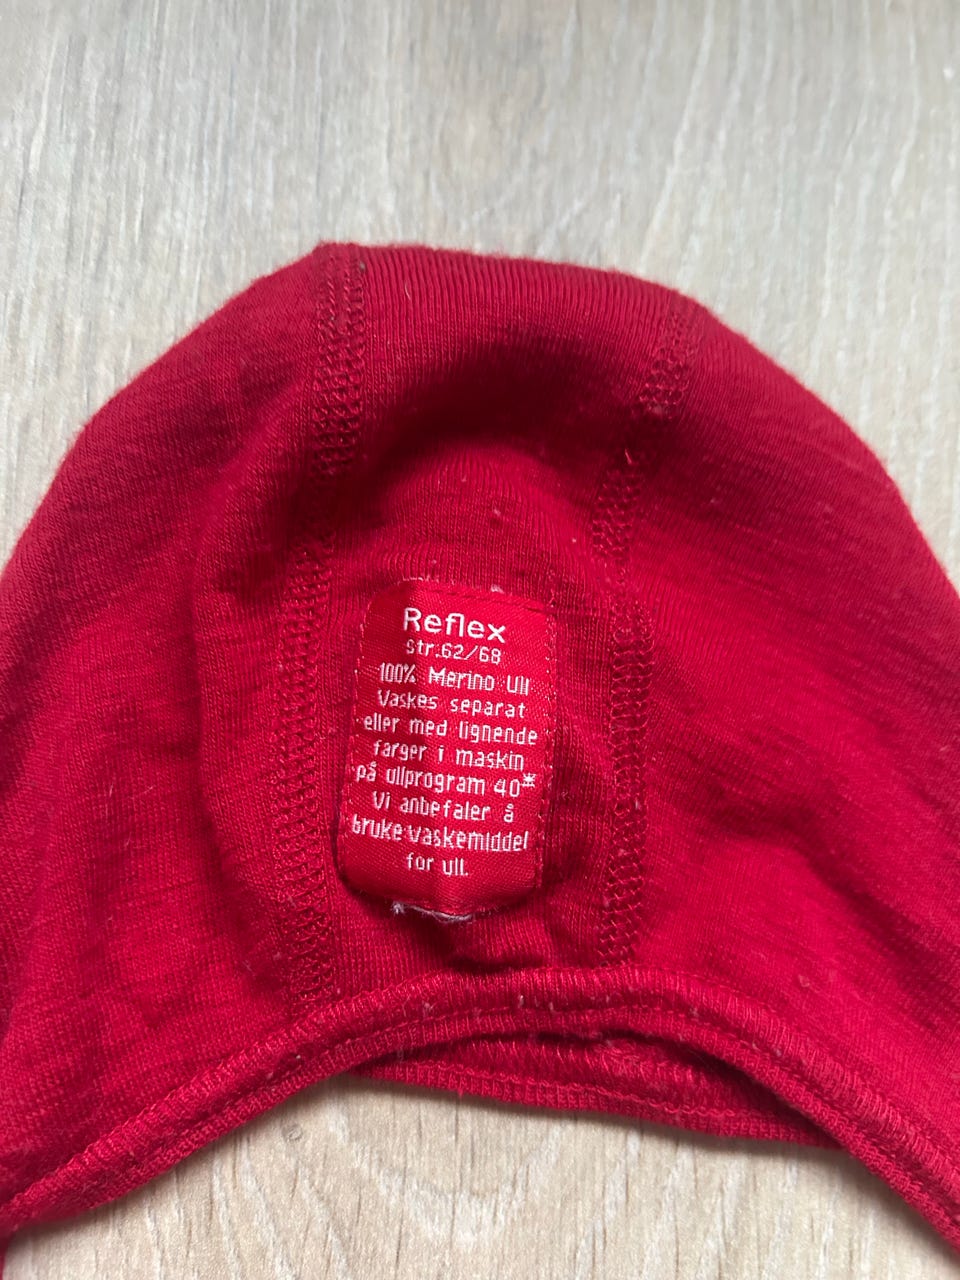 Reflex
str.62/68
100% Merino Ull
Vaskes separat
eller med lignende
farger i maskin
på ullprogram 40*
Vi anbefaler å
bruke vaskemiddel
for ull.